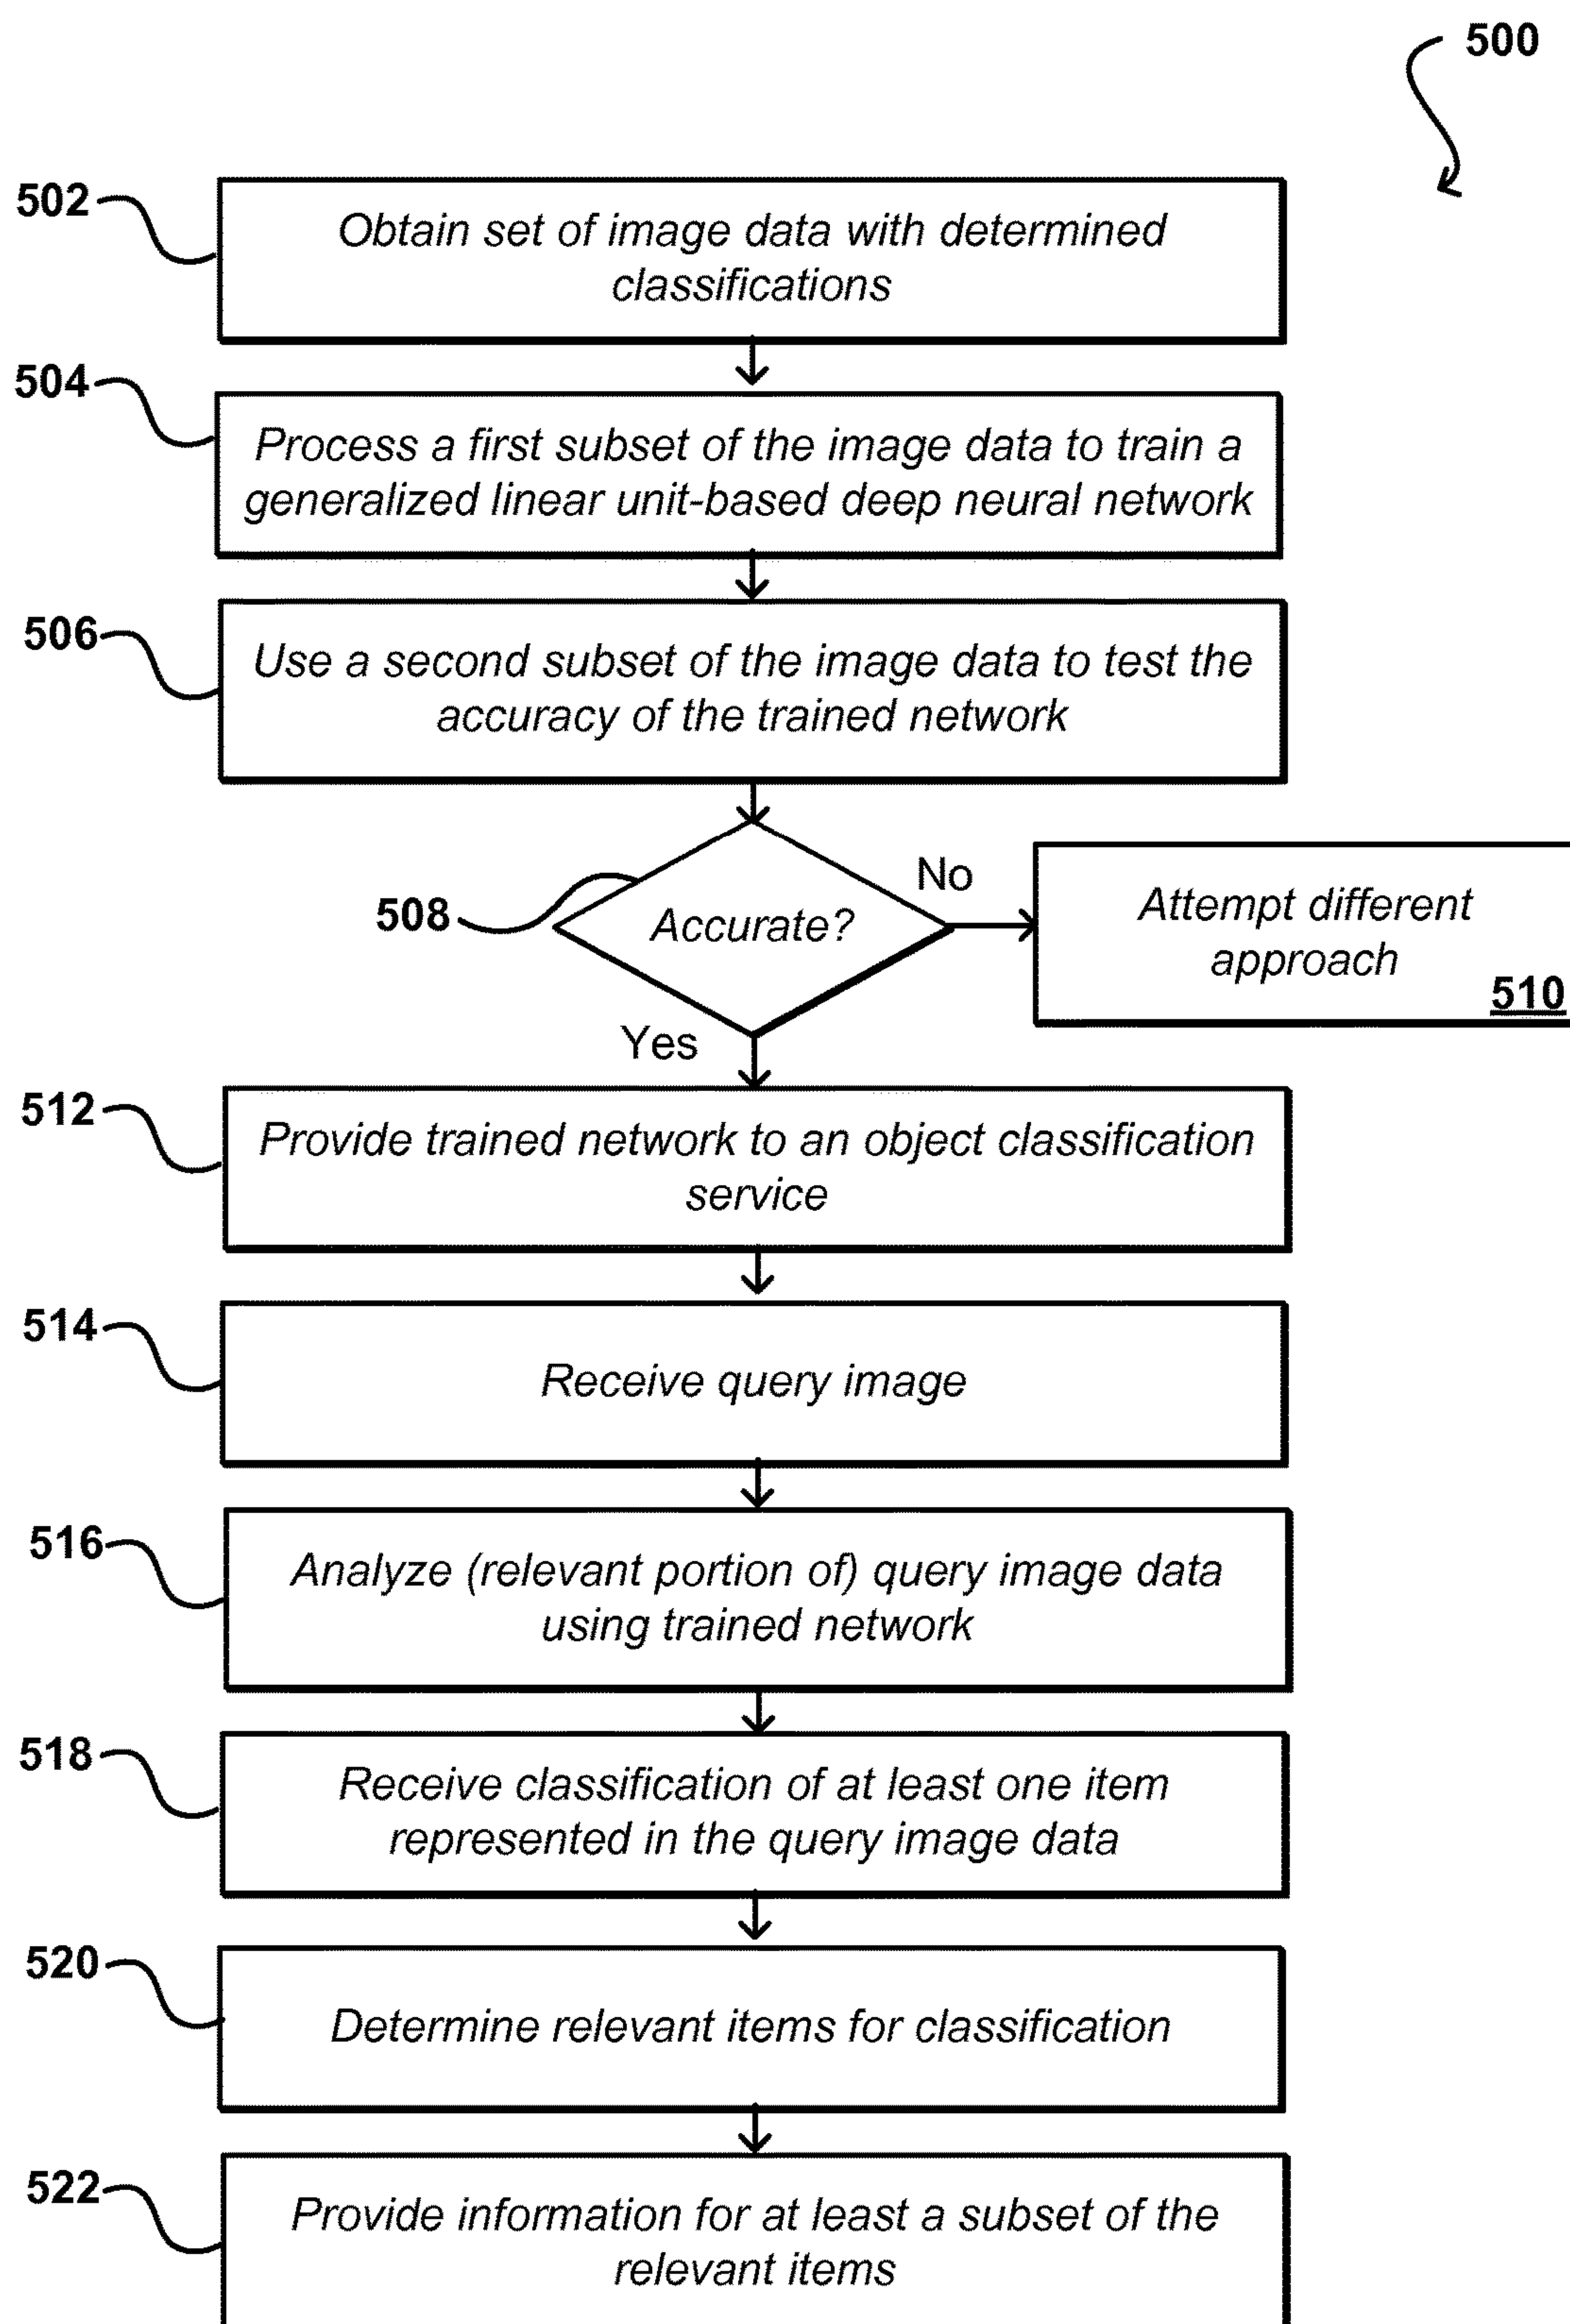 500
502
Obtain set of image data with determined
classifications
504
Process a first subset of the image data to train a
generalized linear unit-based deep neural network
506
Use a second subset of the image data to test the
accuracy of the trained network
508
Accurate?
No
Attempt different
approach
510
Yes
512
Provide trained network to an object classification
service
514
Receive query image
516
Analyze (relevant portion of) query image data
using trained network
518
Receive classification of at least one item
represented in the query image data
520
Determine relevant items for classification
522
Provide information for at least a subset of the
relevant items